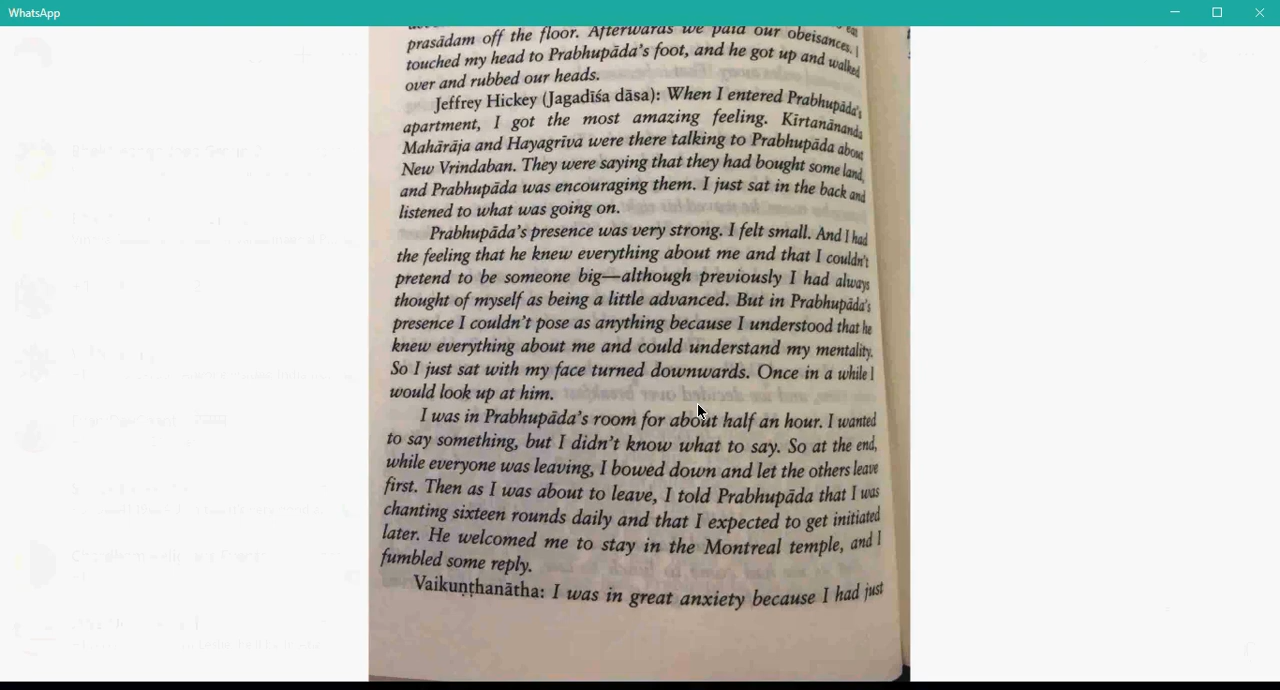 WhatsApp
prasādam off the floor. Afterwards we paid our obeisances. I
touched my head to Prabhupāda's foot, and he got up and walked
over and rubbed our heads.
Jeffrey Hickey (Jagadīśa dāsa): When I entered Prabhupāda's
apartment, I got the most amazing feeling. Kīrtanānanda
Mahārāja and Hayagrīva were there talking to Prabhupāda about
New Vrindaban. They were saying that they had bought some land,
and Prabhupāda was encouraging them. I just sat in the back and
listened to what was going on.
Prabhupāda's presence was very strong. I felt small. And I had
the feeling that he knew everything about me and that I couldn't
pretend to be someone big—although previously I had always
thought of myself as being a little advanced. But in Prabhupāda's
presence I couldn't pose as anything because I understood that he
knew everything about me and could understand my mentality.
So I just sat with my face turned downwards. Once in a while I
would look up at him.
I was in Prabhupāda's room for about half an hour. I wanted
to say something, but I didn't know what to say. So at the end,
while everyone was leaving, I bowed down and let the others leave
first. Then as I was about to leave, I told Prabhupāda that I was
chanting sixteen rounds daily and that I expected to get initiated
later. He welcomed me to stay in the Montreal temple, and I
fumbled some reply.
Vaikuṇṭhanātha: I was in great anxiety because I had just